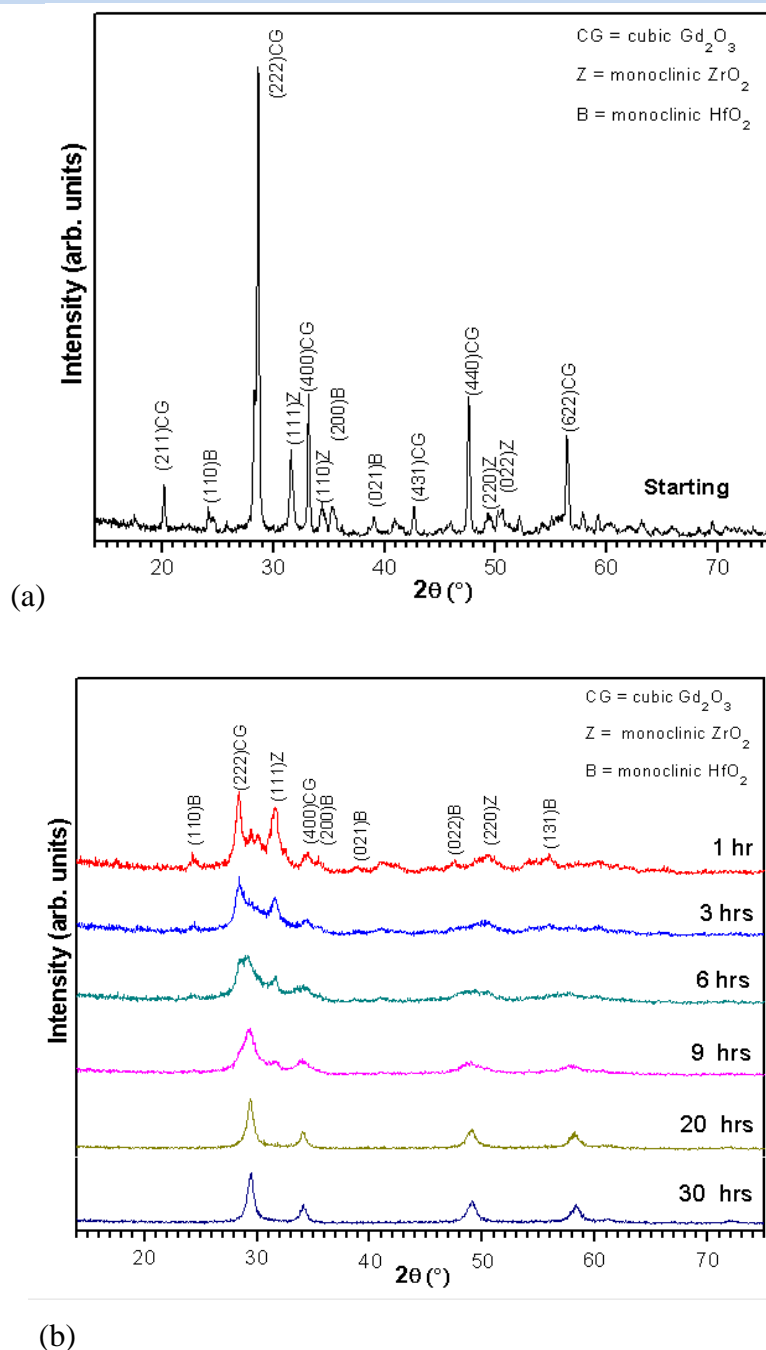 CG = cubic Gd₂O₃
Z = monoclinic ZrO₂
B = monoclinic HfO₂
Intensity (arb. units)
(211)CG
(110)B
(222)CG
(111)Z
(400)CG
(110)Z
(200)B
(021)B
(431)CG
(440)CG
(220)Z
(022)Z
(622)CG
Starting
20 30 40 50 60 70
2θ (°)
(a)
CG = cubic Gd₂O₃
Z = monoclinic ZrO₂
B = monoclinic HfO₂
Intensity (arb. units)
(110)B
(222)CG
(111)Z
(400)CG
(200)B
(021)B
(022)B
(220)Z
(131)B
1 hr
3 hrs
6 hrs
9 hrs
20 hrs
30 hrs
20 30 40 50 60 70
2θ (°)
(b)